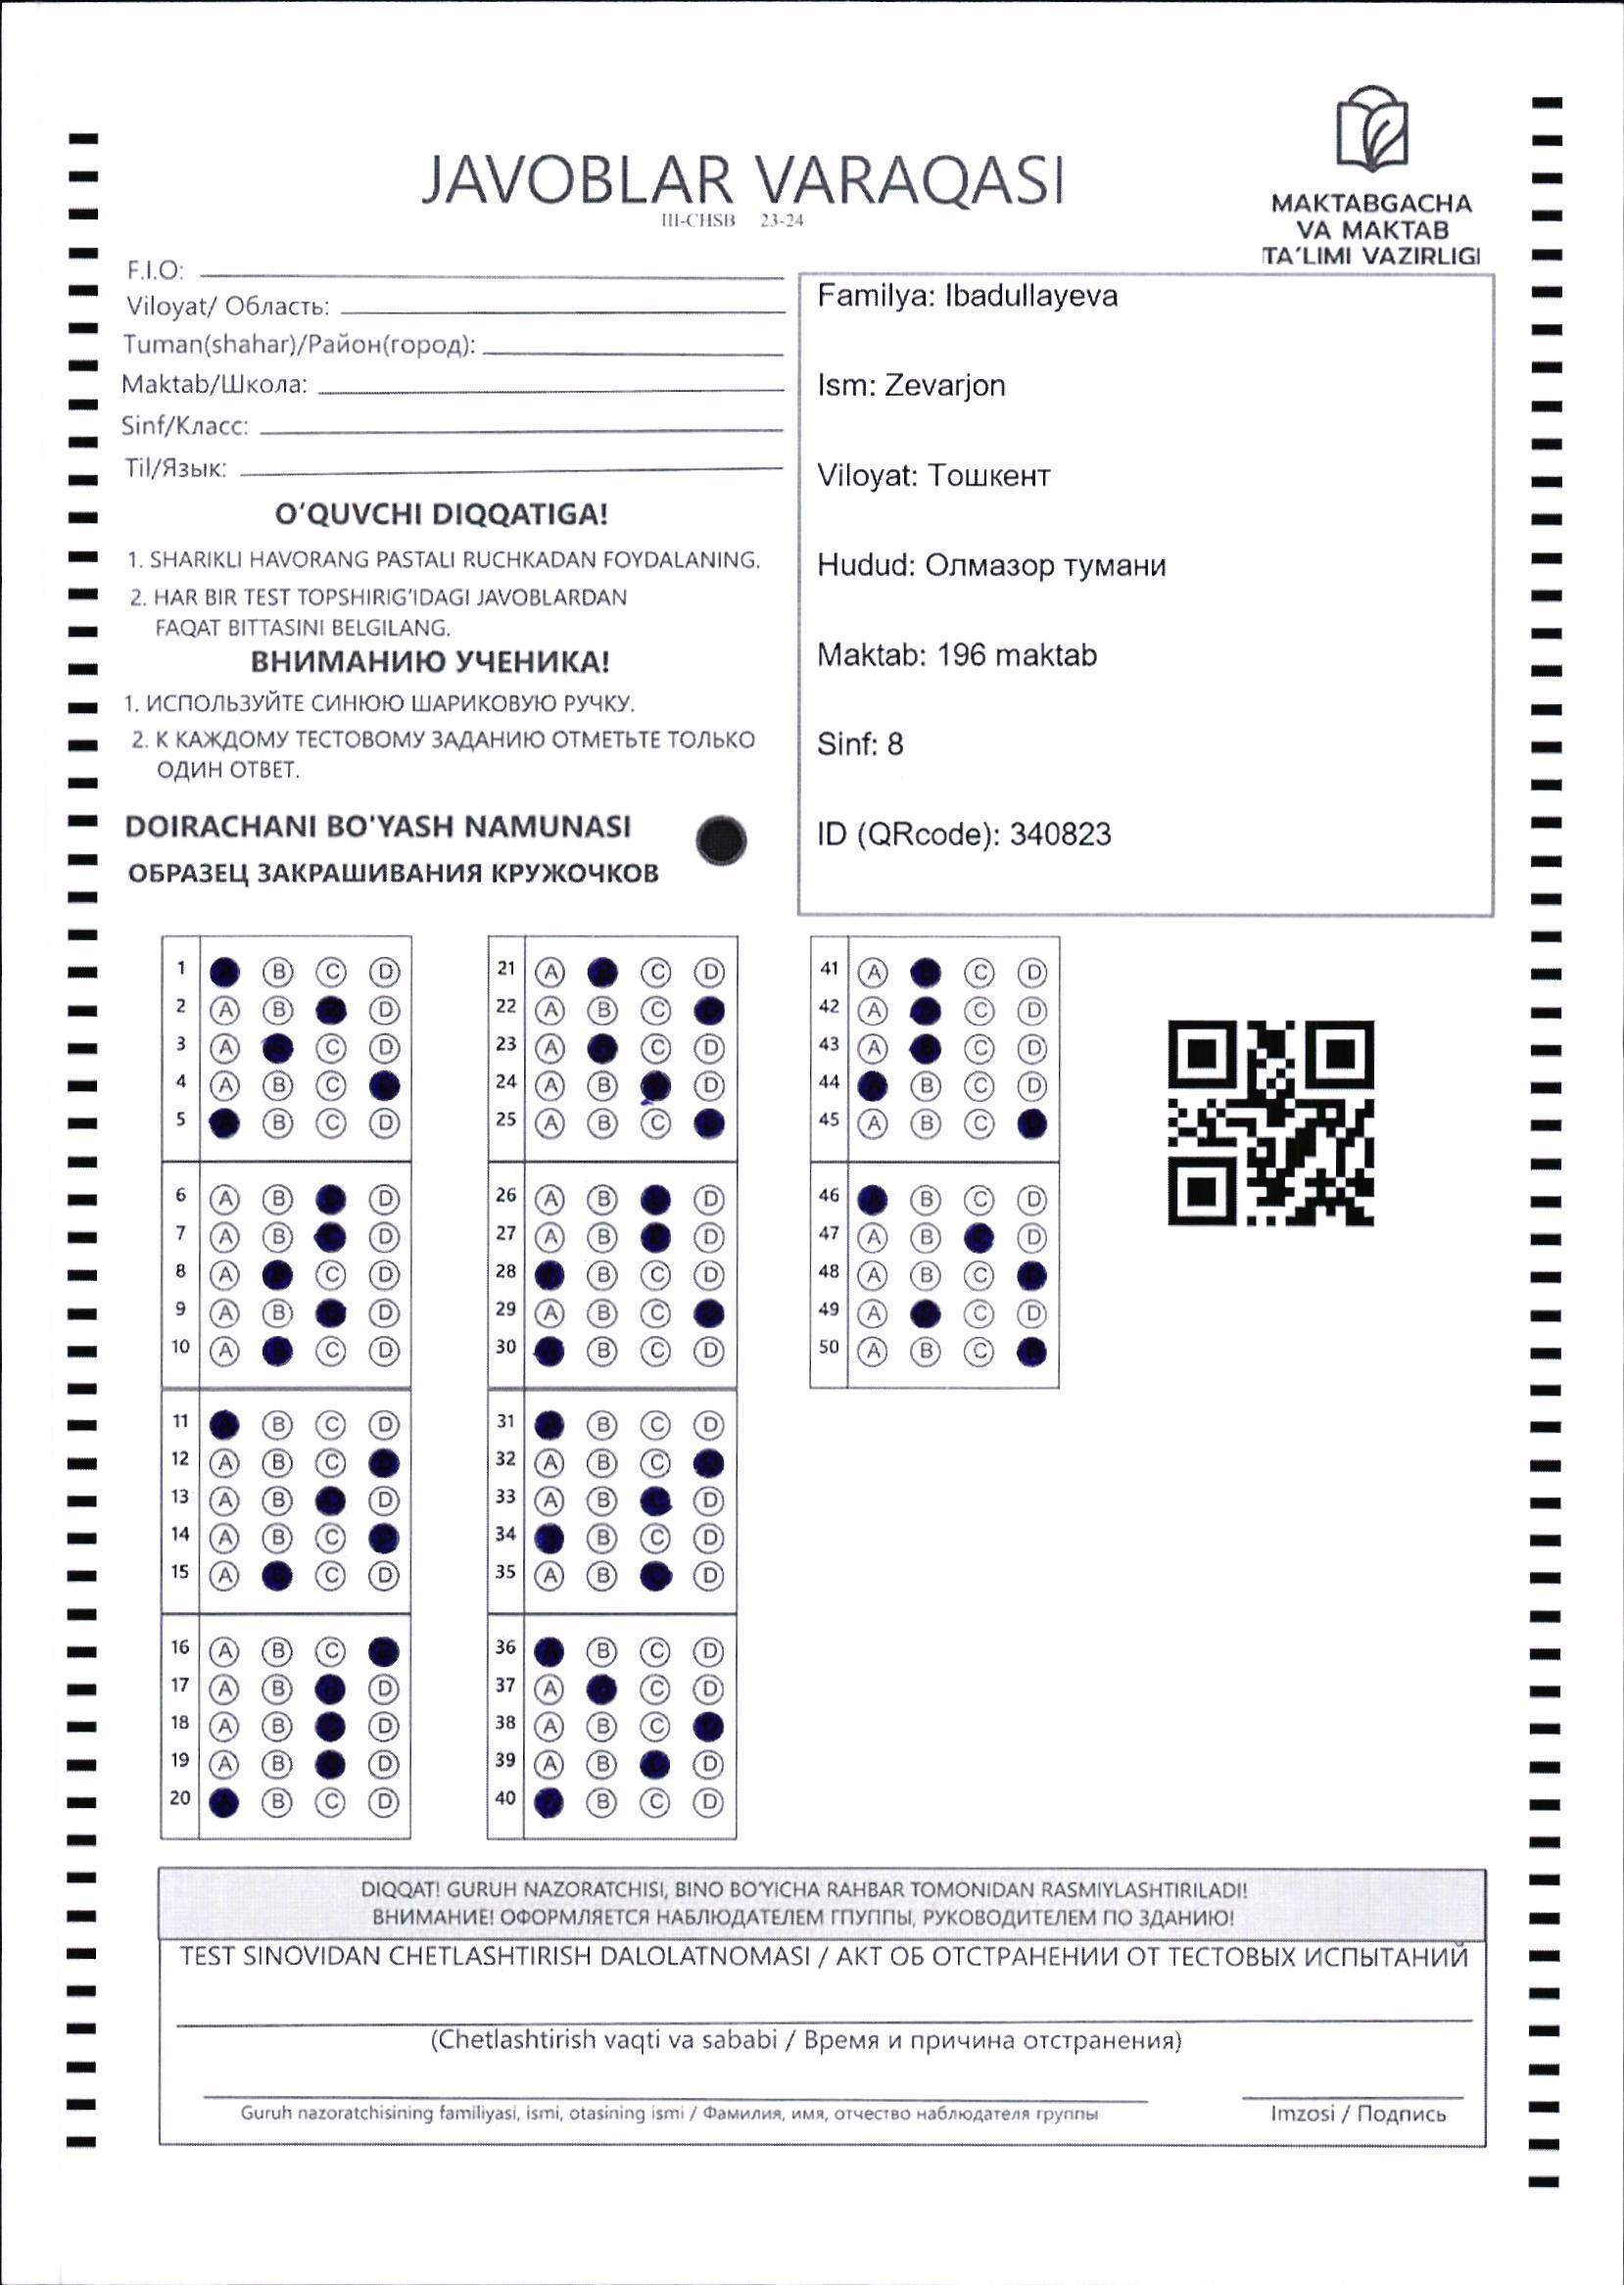 JAVOBLAR VARAQASI
III-CHSB 23-24
MAKTABGACHA
VA MAKTAB
TA'LIMI VAZIRLIGI
F.I.O:
Viloyat/ Область:
Tuman(shahar)/Район(город):
Maktab/Школа:
Sinf/Класс:
Til/Язык:
O'QUVCHI DIQQATIGA!
1. SHARIKLI HAVORANG PASTALI RUCHKADAN FOYDALANING.
2. HAR BIR TEST TOPSHIRIG'IDAGI JAVOBLARDAN
FAQAT BITTASINI BELGILANG.
ВНИМАНИЮ УЧЕНИКА!
1. ИСПОЛЬЗУЙТЕ СИНЮЮ ШАРИКОВУЮ РУЧКУ.
2. К КАЖДОМУ ТЕСТОВОМУ ЗАДАНИЮ ОТМЕТЬТЕ ТОЛЬКО
ОДИН ОТВЕТ.
DOIRACHANI BO'YASH NAMUNASI
ОБРАЗЕЦ ЗАКРАШИВАНИЯ КРУЖОЧКОВ
Familya: Ibadullayeva
Ism: Zevarjon
Viloyat: Тошкент
Hudud: Олмазор тумани
Maktab: 196 maktab
Sinf: 8
ID (QRcode): 340823
1 B C D
2 A B D
3 A C D
4 A B C
5 B C D
6 A B D
7 A B D
8 A C D
9 A B D
10 A C D
11 B C D
12 A B C
13 A B D
14 A B C
15 A C D
16 A B C
17 A B D
18 A B D
19 A B D
20 B C D
21 A C D
22 A B C
23 A C D
24 A B D
25 A B C
26 A B D
27 A B D
28 B C D
29 A B C
30 B C D
31 B C D
32 A B C
33 A B D
34 B C D
35 A B D
36 B C D
37 A C D
38 A B C
39 A B D
40 B C D
41 A C D
42 A C D
43 A C D
44 B C D
45 A B C
46 B C D
47 A B D
48 A B C
49 A C D
50 A B C
DIQQAT! GURUH NAZORATCHISI, BINO BO'YICHA RAHBAR TOMONIDAN RASMIYLASHTIRILADI!
ВНИМАНИЕ! ОФОРМЛЯЕТСЯ НАБЛЮДАТЕЛЕМ ГПУППЫ, РУКОВОДИТЕЛЕМ ПО ЗДАНИЮ!
TEST SINOVIDAN CHETLASHTIRISH DALOLATNOMASI / АКТ ОБ ОТСТРАНЕНИИ ОТ ТЕСТОВЫХ ИСПЫТАНИЙ
(Chetlashtirish vaqti va sababi / Время и причина отстранения)
Guruh nazoratchisining familiyasi, ismi, otasining ismi / Фамилия, имя, отчество наблюдателя группы
Imzosi / Подпись